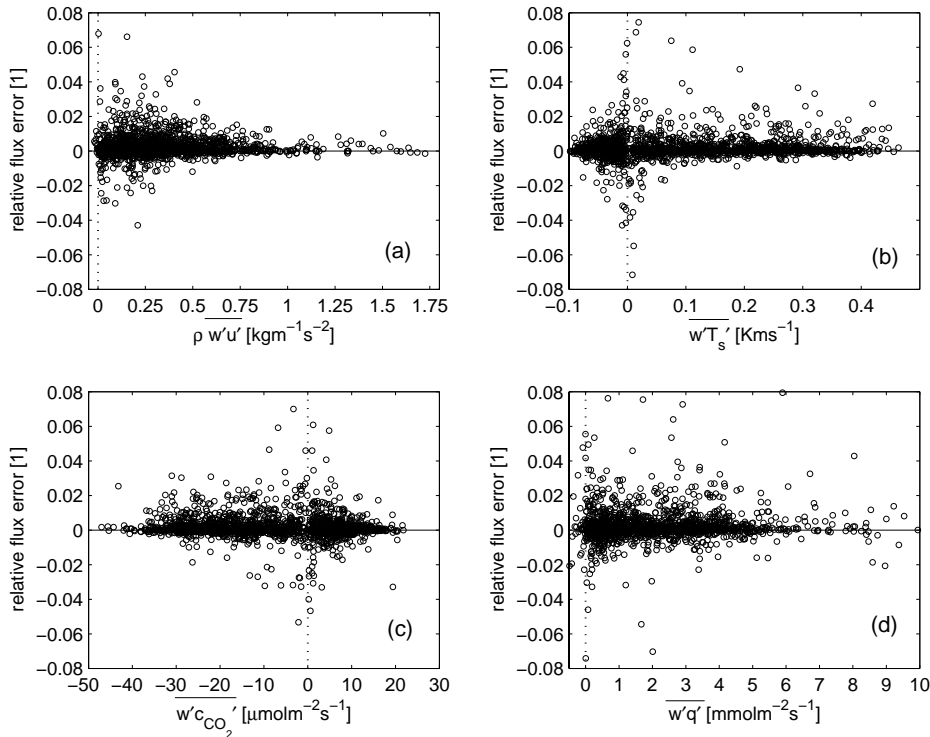 0.08
0.06
0.04
0.02
0
−0.02
−0.04
−0.06
−0.08
relative flux error [1]
0 0.25 0.5 0.75 1 1.25 1.5 1.75
ρ w'u' [kgm−1s−2]
(a)
0.08
0.06
0.04
0.02
0
−0.02
−0.04
−0.06
−0.08
relative flux error [1]
−0.1 0 0.1 0.2 0.3 0.4
w'Ts' [Kms−1]
(b)
0.08
0.06
0.04
0.02
0
−0.02
−0.04
−0.06
−0.08
relative flux error [1]
−50 −40 −30 −20 −10 0 10 20 30
w'cCO2' [μmolm−2s−1]
(c)
0.08
0.06
0.04
0.02
0
−0.02
−0.04
−0.06
−0.08
relative flux error [1]
0 1 2 3 4 5 6 7 8 9 10
w'q' [mmolm−2s−1]
(d)